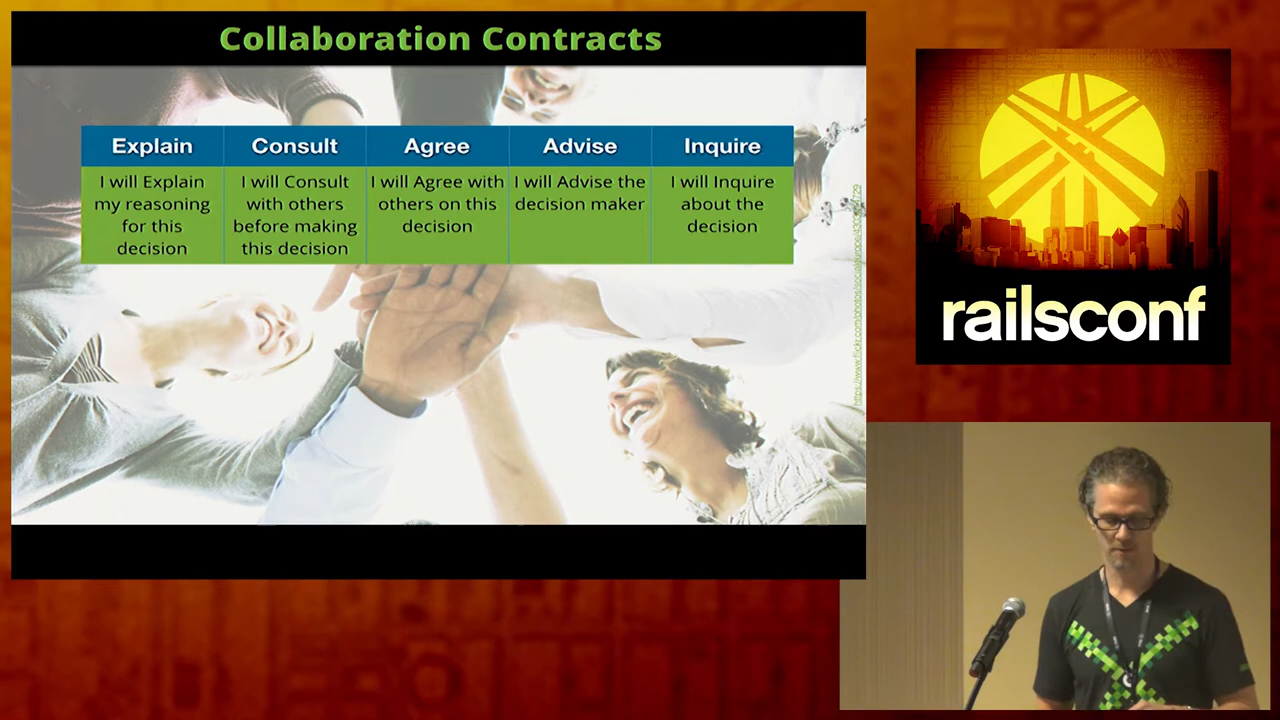 Collaboration Contracts
Explain
Consult
Agree
Advise
Inquire
I will Explain
my reasoning
for this
decision
I will Consult
with others
before making
this decision
I will Agree with
others on this
decision
I will Advise the
decision maker
I will Inquire
about the
decision
railsconf